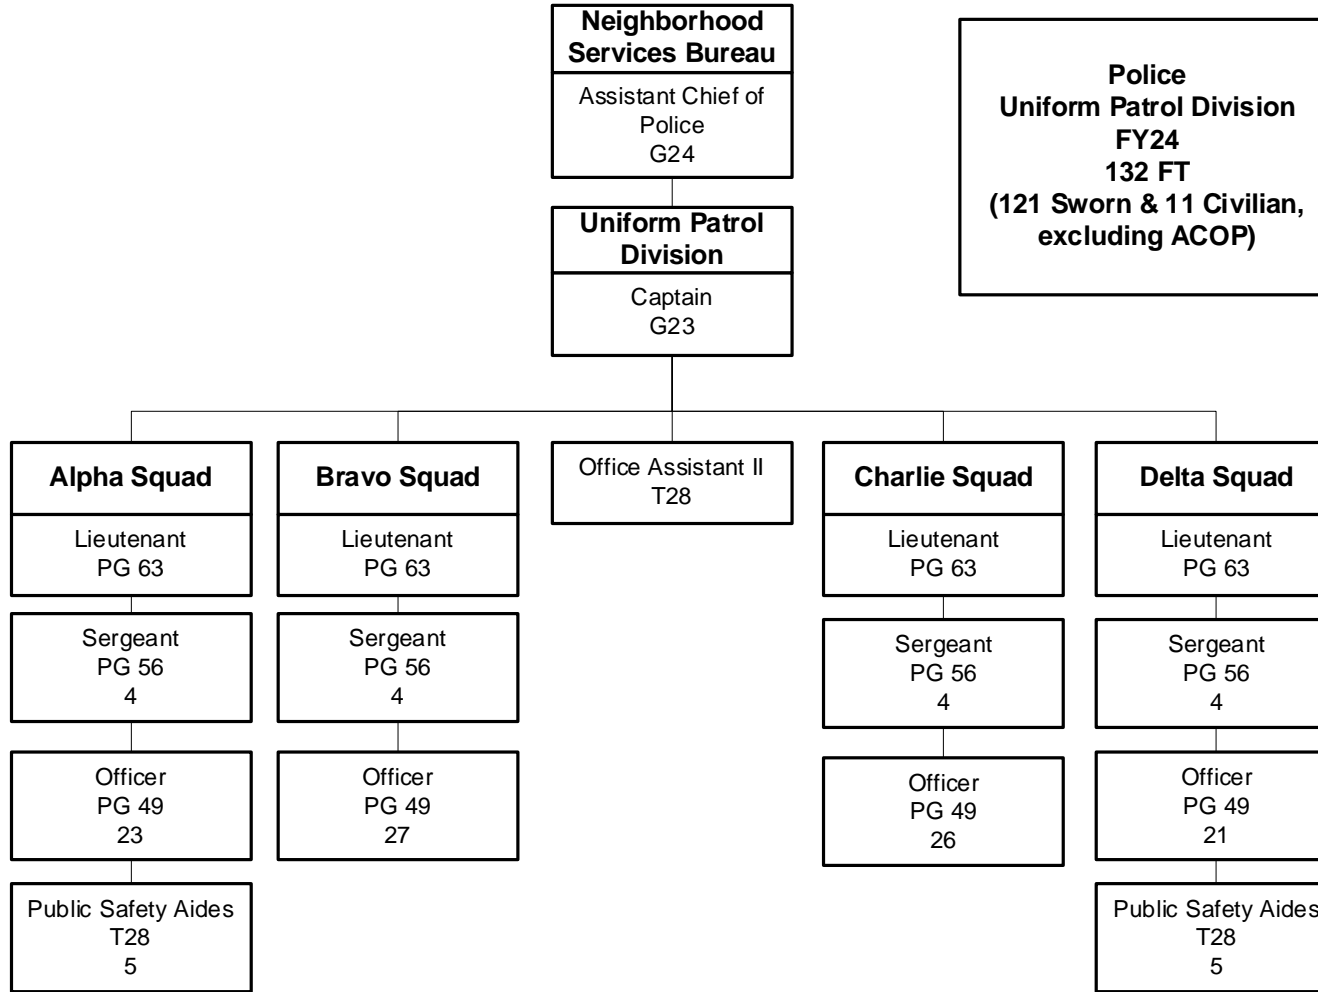 Neighborhood
Services Bureau
Assistant Chief of
Police
G24
Police
Uniform Patrol Division
FY24
132 FT
(121 Sworn & 11 Civilian,
excluding ACOP)
Uniform Patrol
Division
Captain
G23
Alpha Squad
Lieutenant
PG 63
Sergeant
PG 56
4
Officer
PG 49
23
Public Safety Aides
T28
5
Bravo Squad
Lieutenant
PG 63
Sergeant
PG 56
4
Officer
PG 49
27
Office Assistant II
T28
Charlie Squad
Lieutenant
PG 63
Sergeant
PG 56
4
Officer
PG 49
26
Delta Squad
Lieutenant
PG 63
Sergeant
PG 56
4
Officer
PG 49
21
Public Safety Aides
T28
5